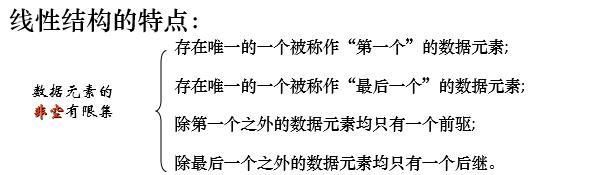 线性结构的特点：
存在唯一的一个被称作“第一个”的数据元素;
存在唯一的一个被称作“最后一个”的数据元素;
数据元素的
非空有限集
除第一个之外的数据元素均只有一个前驱;
除最后一个之外的数据元素均只有一个后继。